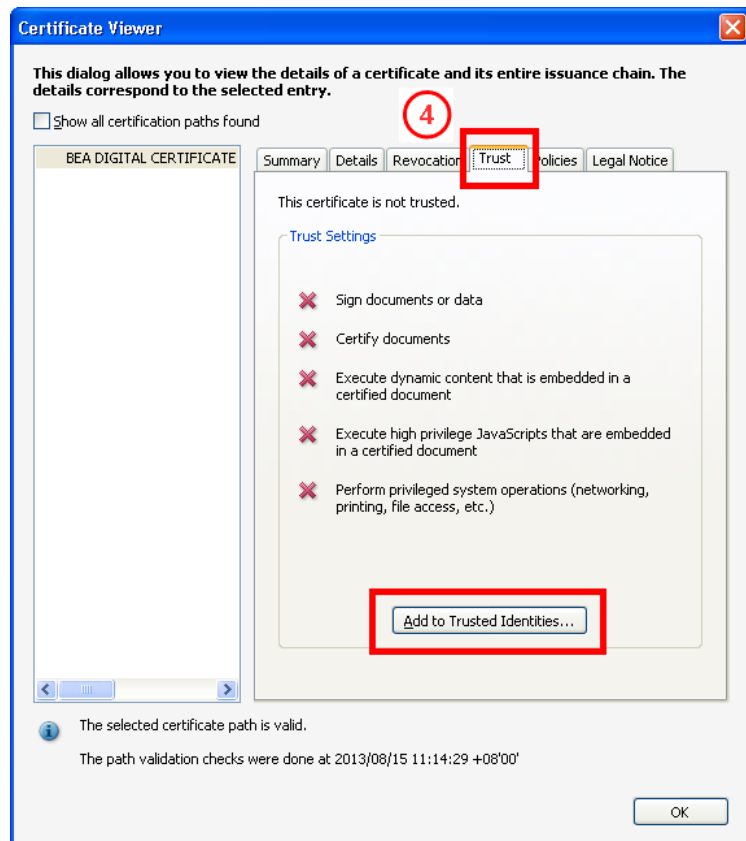 Certificate Viewer
This dialog allows you to view the details of a certificate and its entire issuance chain. The
details correspond to the selected entry.
Show all certification paths found
4
BEA DIGITAL CERTIFICATE
Summary Details Revocation Trust Policies Legal Notice
This certificate is not trusted.
Trust Settings
Sign documents or data
Certify documents
Execute dynamic content that is embedded in a
certified document
Execute high privilege JavaScripts that are embedded
in a certified document
Perform privileged system operations (networking,
printing, file access, etc.)
Add to Trusted Identities...
The selected certificate path is valid.
The path validation checks were done at 2013/08/15 11:14:29 +08'00'
OK